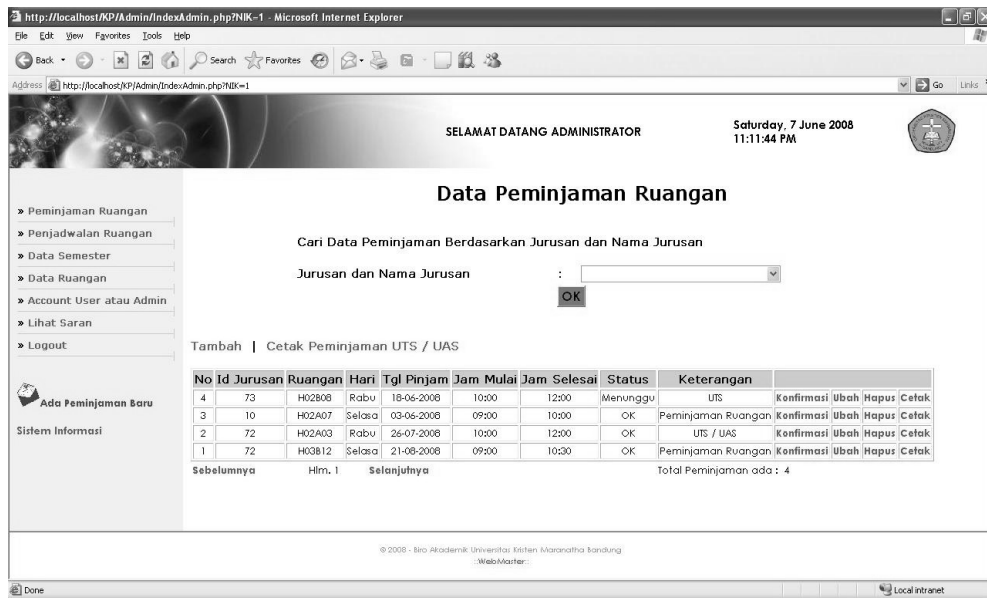 http://localhost/KP/Admin/IndexAdmin.php?NIK=1 - Microsoft Internet Explorer
File Edit View Favorites Tools Help
Back Search Favorites
Address http://localhost/KP/Admin/IndexAdmin.php?NIK=1 Go Links
SELAMAT DATANG ADMINISTRATOR
Saturday, 7 June 2008
11:11:44 PM
» Peminjaman Ruangan
» Penjadwalan Ruangan
» Data Semester
» Data Ruangan
» Account User atau Admin
» Lihat Saran
» Logout
Ada Peminjaman Baru
Sistem Informasi
Data Peminjaman Ruangan
Cari Data Peminjaman Berdasarkan Jurusan dan Nama Jurusan
Jurusan dan Nama Jurusan :
OK
Tambah | Cetak Peminjaman UTS / UAS
No Id Jurusan Ruangan Hari Tgl Pinjam Jam Mulai Jam Selesai Status Keterangan
4 73 H02B08 Rabu 18-06-2008 10:00 12:00 Menunggu UTS Konfirmasi Ubah Hapus Cetak
3 10 H02A07 Selasa 03-06-2008 09:00 10:00 OK Peminjaman Ruangan Konfirmasi Ubah Hapus Cetak
2 72 H02A03 Rabu 26-07-2008 10:00 12:00 OK UTS / UAS Konfirmasi Ubah Hapus Cetak
1 72 H03B12 Selasa 21-08-2008 09:00 10:30 OK Peminjaman Ruangan Konfirmasi Ubah Hapus Cetak
Sebelumnya Hlm. 1 Selanjutnya Total Peminjaman ada : 4
© 2008 - Biro Akademik Universitas Kristen Maranatha Bandung
::WebMaster::
Done Local intranet